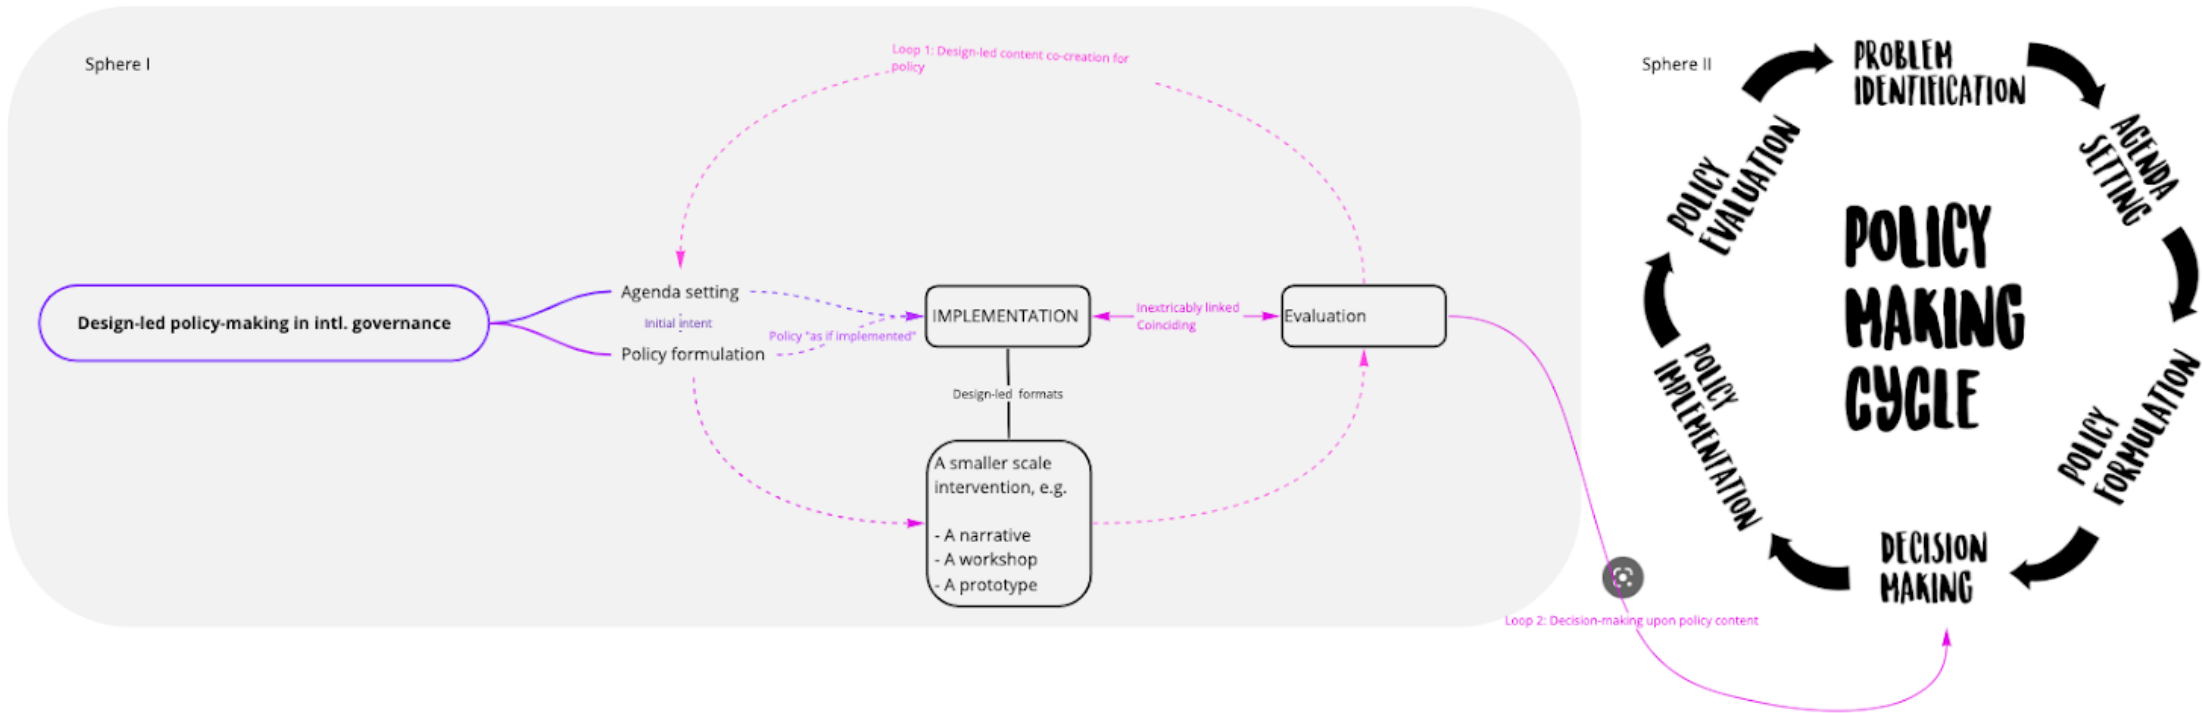 Sphere I
Loop 1: Design-led content co-creation for
policy
Design-led policy-making in intl. governance
Agenda setting
Initial intent
Policy "as if implemented"
Policy formulation
IMPLEMENTATION
Inextricably linked
Coinciding
Evaluation
Design-led formats
A smaller scale
intervention, e.g.
- A narrative
- A workshop
- A prototype
Loop 2: Decision-making upon policy content
Sphere II
PROBLEM
IDENTIFICATION
AGENDA
SETTING
POLICY
FORMULATION
DECISION
MAKING
POLICY
IMPLEMENTATION
POLICY
EVALUATION
POLICY
MAKING
CYCLE